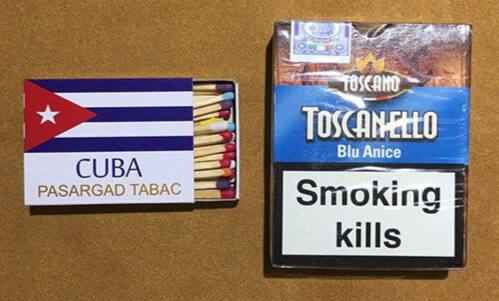 CUBA
PASARGAD TABAC
TOSCANO
TOSCANELLO
Blu Anice
Smoking
kills